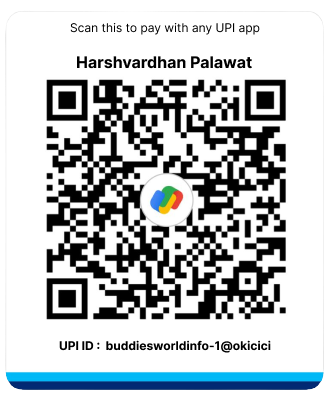 Scan this to pay with any UPI app
Harshvardhan Palawat
UPI ID : buddiesworldinfo-1@okicici